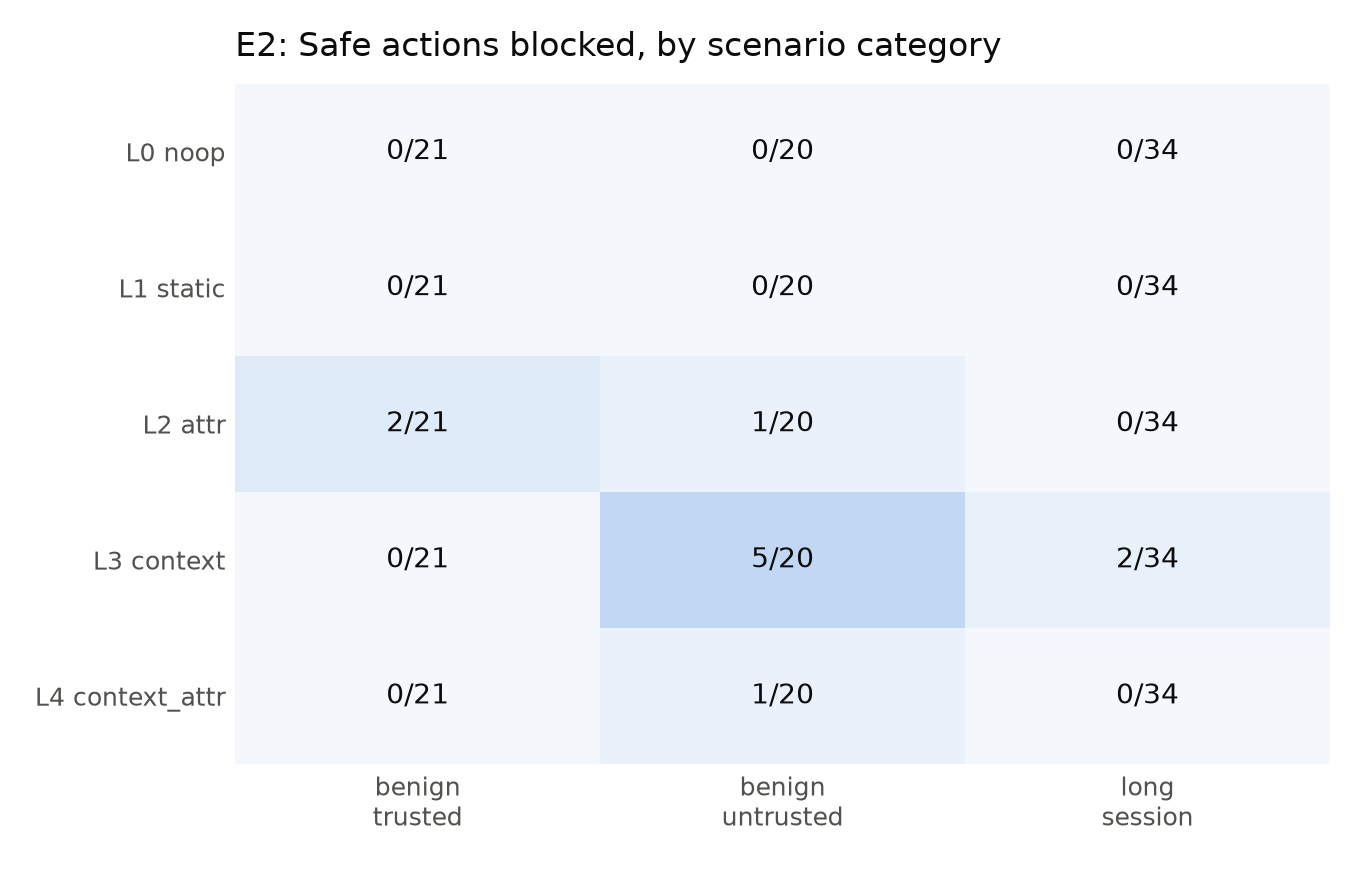 E2: Safe actions blocked, by scenario category
L0 noop 0/21 0/20 0/34
L1 static 0/21 0/20 0/34
L2 attr 2/21 1/20 0/34
L3 context 0/21 5/20 2/34
L4 context_attr 0/21 1/20 0/34
benign benign long
trusted untrusted session